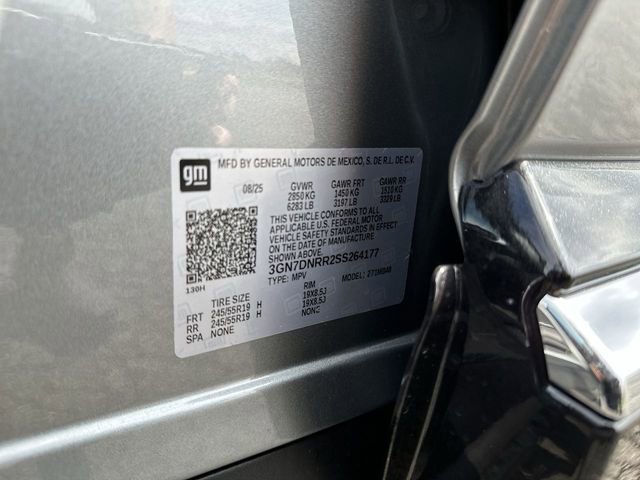 gm
MFD BY GENERAL MOTORS DE MEXICO, S. DE R.L. DE C.V.
08/25 GVWR GAWR FRT GAWR RR
2850 KG 1450 KG 1510 KG
6283 LB 3197 LB 3329 LB
THIS VEHICLE CONFORMS TO ALL
APPLICABLE U.S. FEDERAL MOTOR
VEHICLE SAFETY STANDARDS IN EFFECT
ON THE DATE OF MANUFACTURE
SHOWN ABOVE.
3GN7DNRR2SS264177
130H TYPE: MPV MODEL:
TIRE SIZE RIM
FRT 245/55R19 H 19X8.5J
RR 245/55R19 H 19X8.5J
SPA NONE NONE